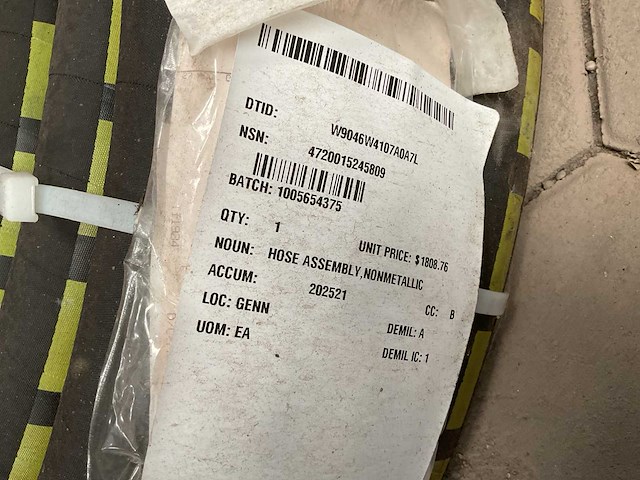 DTID: W9046W4107A0A7L
NSN: 4720015245809
BATCH: 1005654375
QTY: 1 UNIT PRICE: $1808.76
NOUN: HOSE ASSEMBLY,NONMETALLIC
ACCUM: 202521 CC: B
LOC: GENN DEMIL: A
UOM: EA DEMIL IC: 1